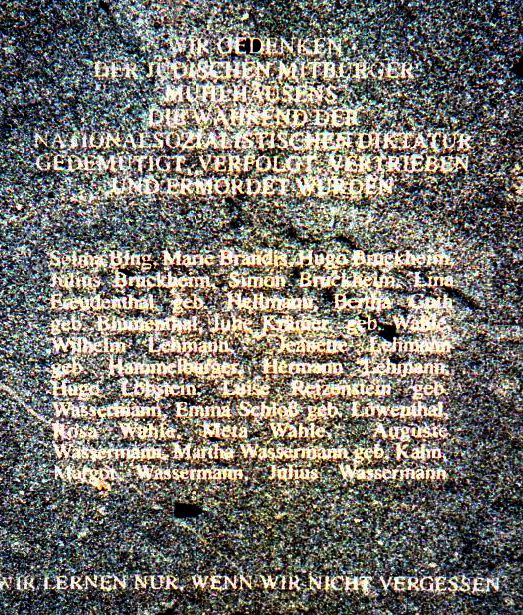 WIR GEDENKEN
DER JÜDISCHEN MITBÜRGER
MÜHLHAUSENS,
DIE WÄHREND DER
NATIONALSOZIALISTISCHEN DIKTATUR
GEDEMÜTIGT, VERFOLGT, VERTRIEBEN
UND ERMORDET WURDEN
Selma Bing, Marie Brandis, Hugo Bruckheim,
Julius Bruckheim, Simon Bruckheim, Lina
Freudenthal geb. Hellmann, Berma Guth
geb. Blumenthal, Julie Krämer geb. Wahle,
Wilhelm Lehmann, Jeanette Lehmann
geb. Hammelburger, Hermann Lehmann,
Hugo Löbstein, Luise Reizenstein geb.
Wassermann, Emma Schloß geb. Löwenthal,
Rosa Wahle, Meta Wahle, Auguste
Wassermann, Martha Wassermann geb. Kahn,
Margot Wassermann, Julius Wassermann
WIR LERNEN NUR, WENN WIR NICHT VERGESSEN